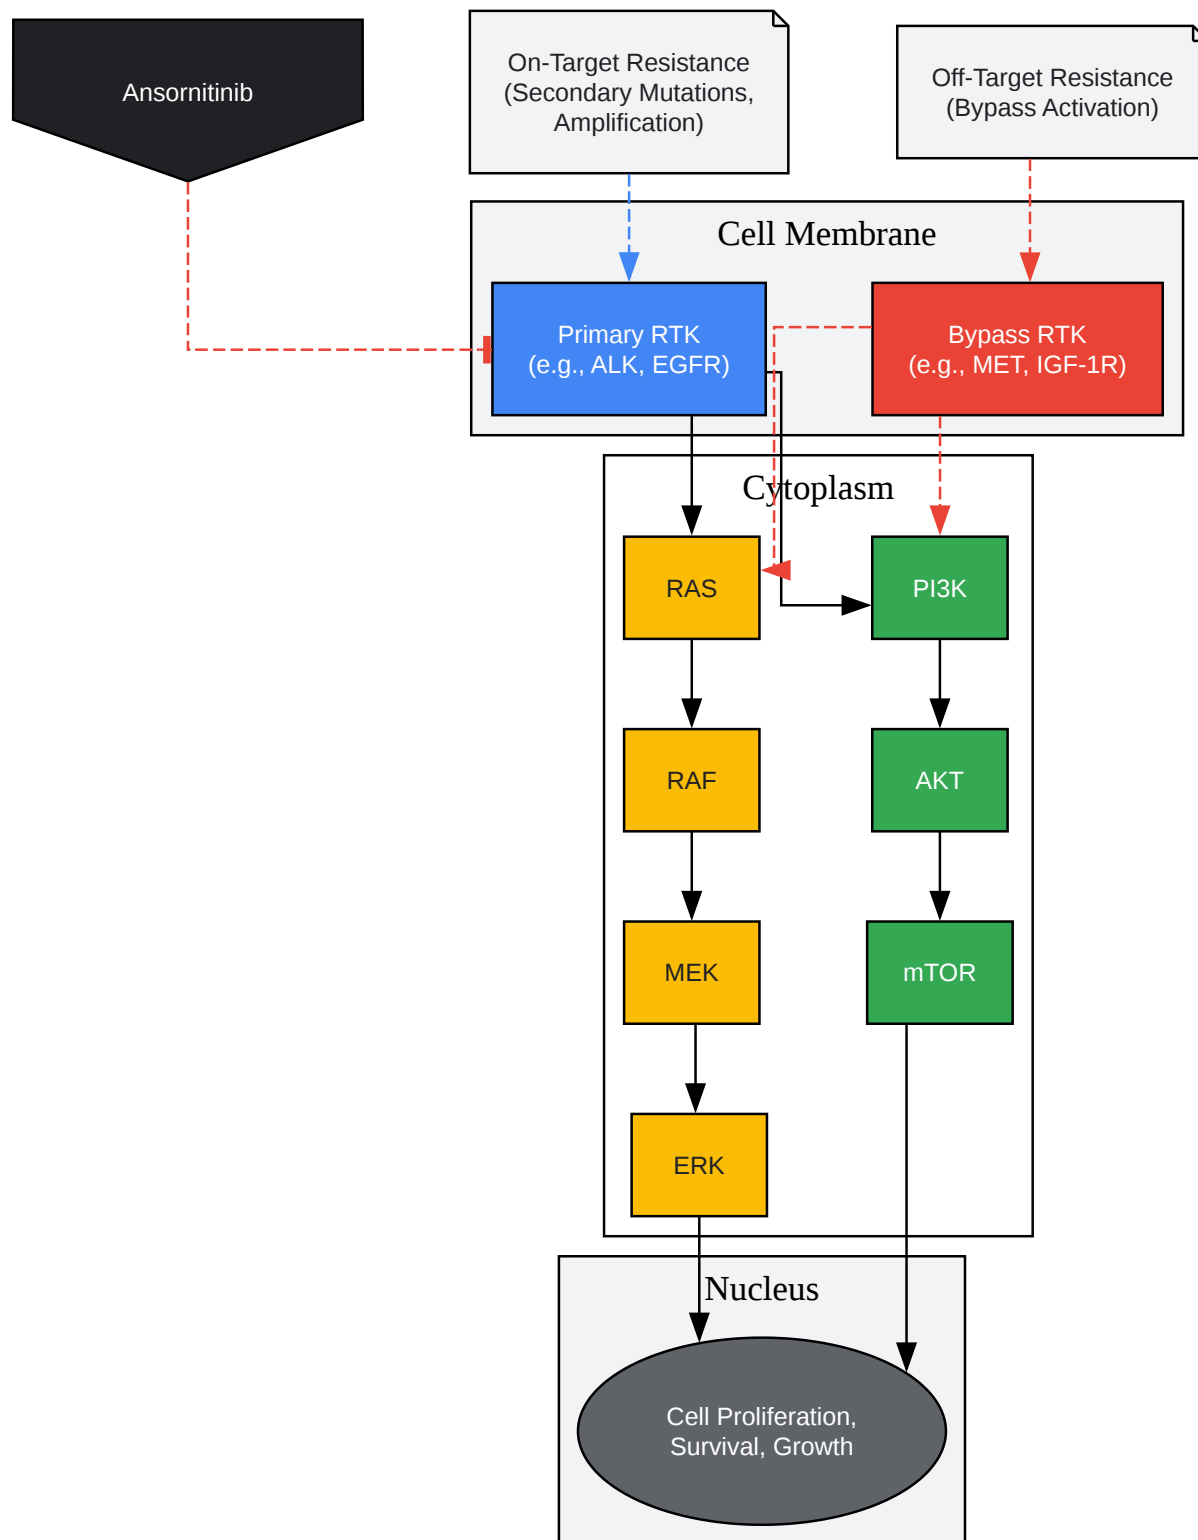 Ansornitinib
On-Target Resistance
(Secondary Mutations,
Amplification)
Off-Target Resistance
(Bypass Activation)
Cell Membrane
Primary RTK
(e.g., ALK, EGFR)
Bypass RTK
(e.g., MET, IGF-1R)
Cytoplasm
RAS
PI3K
RAF
AKT
MEK
mTOR
ERK
Nucleus
Cell Proliferation,
Survival, Growth